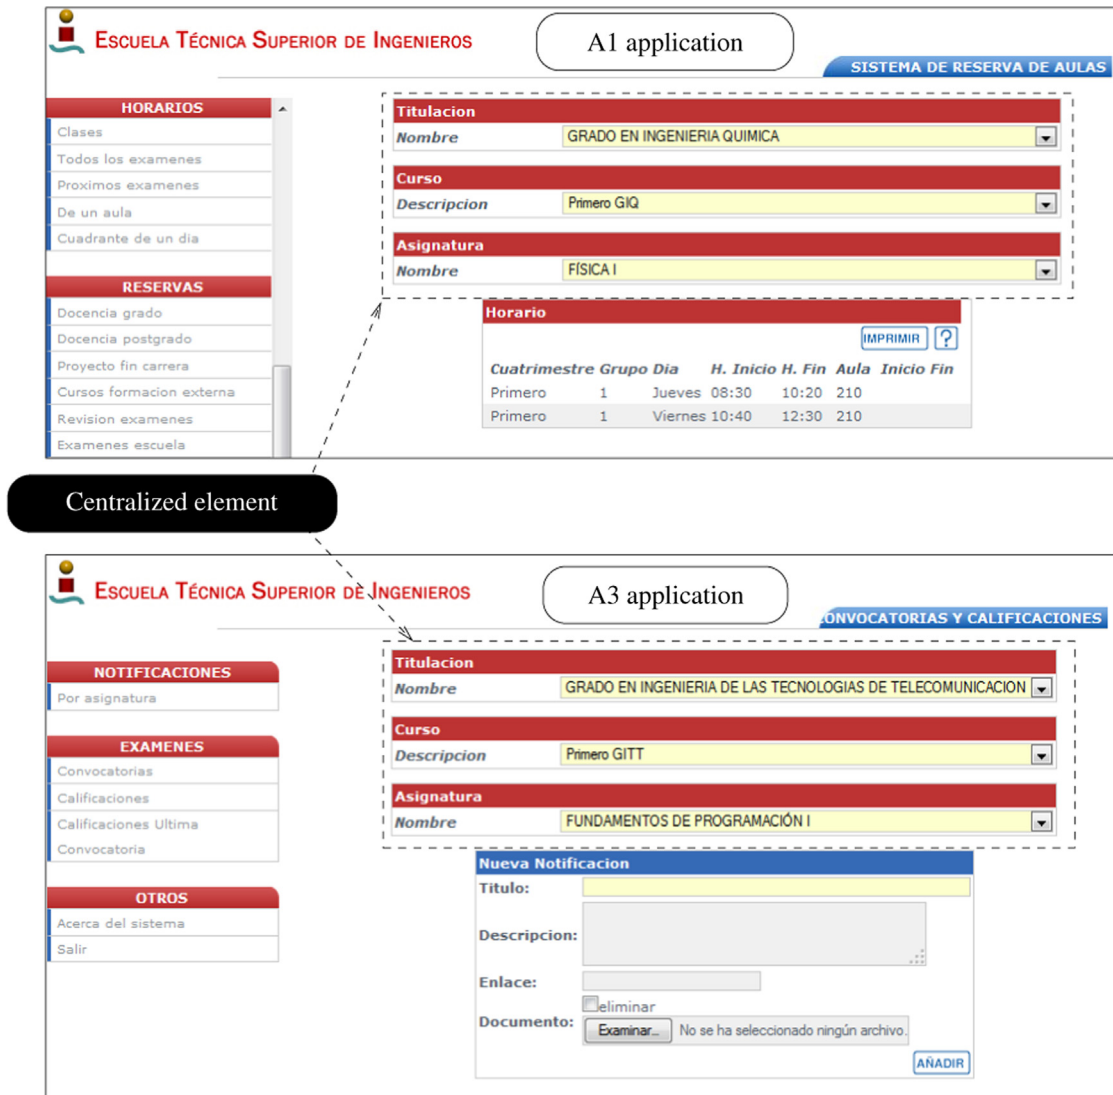 ESCUELA TÉCNICA SUPERIOR DE INGENIEROS
A1 application
SISTEMA DE RESERVA DE AULAS
HORARIOS
Clases
Todos los examenes
Proximos examenes
De un aula
Cuadrante de un dia
RESERVAS
Docencia grado
Docencia postgrado
Proyecto fin carrera
Cursos formacion externa
Revision examenes
Examenes escuela
Titulacion
Nombre GRADO EN INGENIERIA QUIMICA
Curso
Descripcion Primero GIQ
Asignatura
Nombre FÍSICA I
Horario
IMPRIMIR ?
Cuatrimestre Grupo Dia H. Inicio H. Fin Aula Inicio Fin
Primero 1 Jueves 08:30 10:20 210
Primero 1 Viernes 10:40 12:30 210
Centralized element
ESCUELA TÉCNICA SUPERIOR DE INGENIEROS
A3 application
CONVOCATORIAS Y CALIFICACIONES
NOTIFICACIONES
Por asignatura
EXAMENES
Convocatorias
Calificaciones
Calificaciones Ultima
Convocatoria
OTROS
Acerca del sistema
Salir
Titulacion
Nombre GRADO EN INGENIERIA DE LAS TECNOLOGIAS DE TELECOMUNICACION
Curso
Descripcion Primero GITT
Asignatura
Nombre FUNDAMENTOS DE PROGRAMACIÓN I
Nueva Notificacion
Titulo:
Descripcion:
Enlace:
eliminar
Documento: Examinar... No se ha seleccionado ningún archivo.
AÑADIR